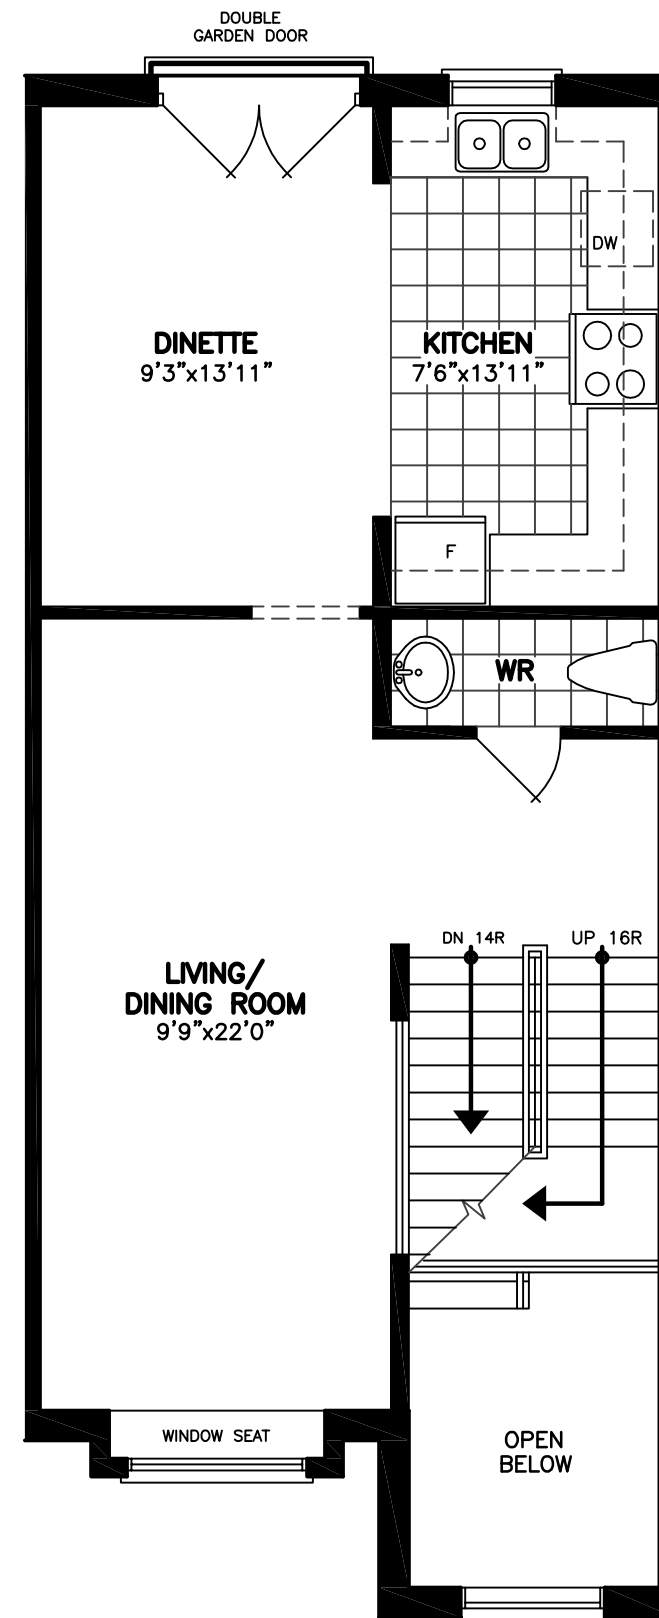 DOUBLE
GARDEN DOOR
DW
DINETTE
9'3"x13'11"
KITCHEN
7'6"x13'11"
F
WR
DN 14R
UP 16R
LIVING/
DINING ROOM
9'9"x22'0"
WINDOW SEAT
OPEN
BELOW